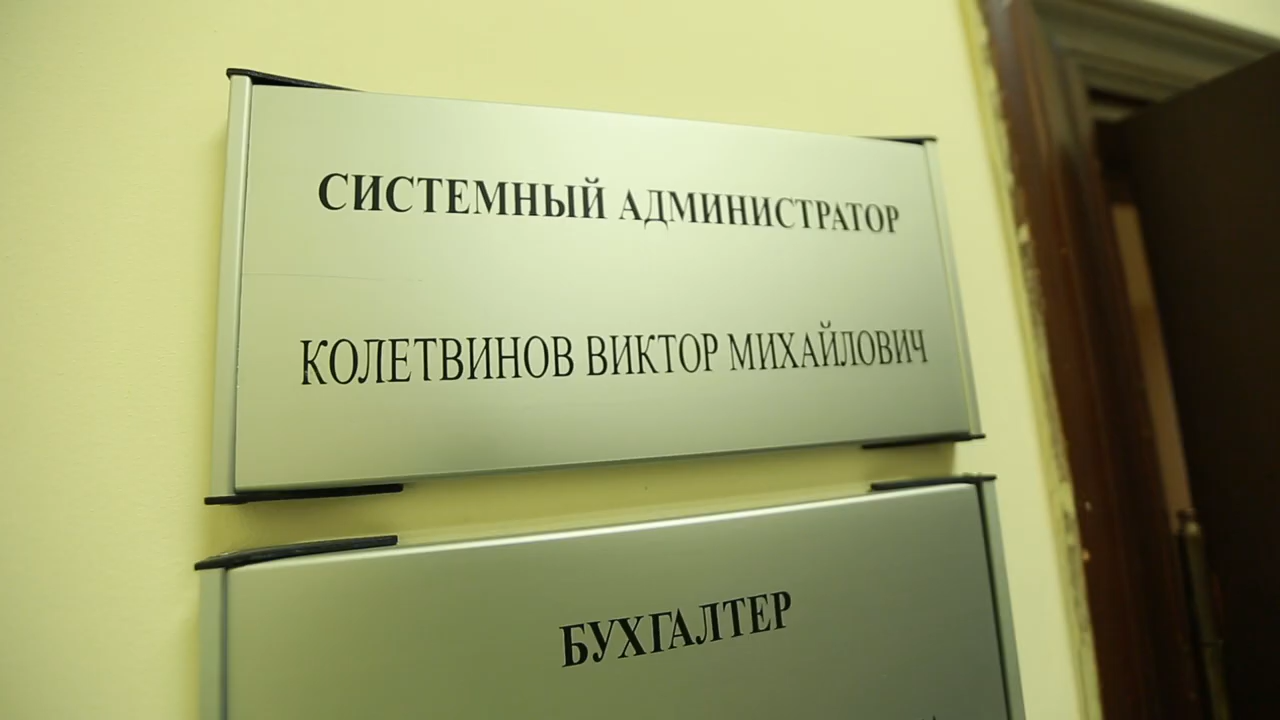 СИСТЕМНЫЙ АДМИНИСТРАТОР
КОЛЕТВИНОВ ВИКТОР МИХАЙЛОВИЧ
БУХГАЛТЕР